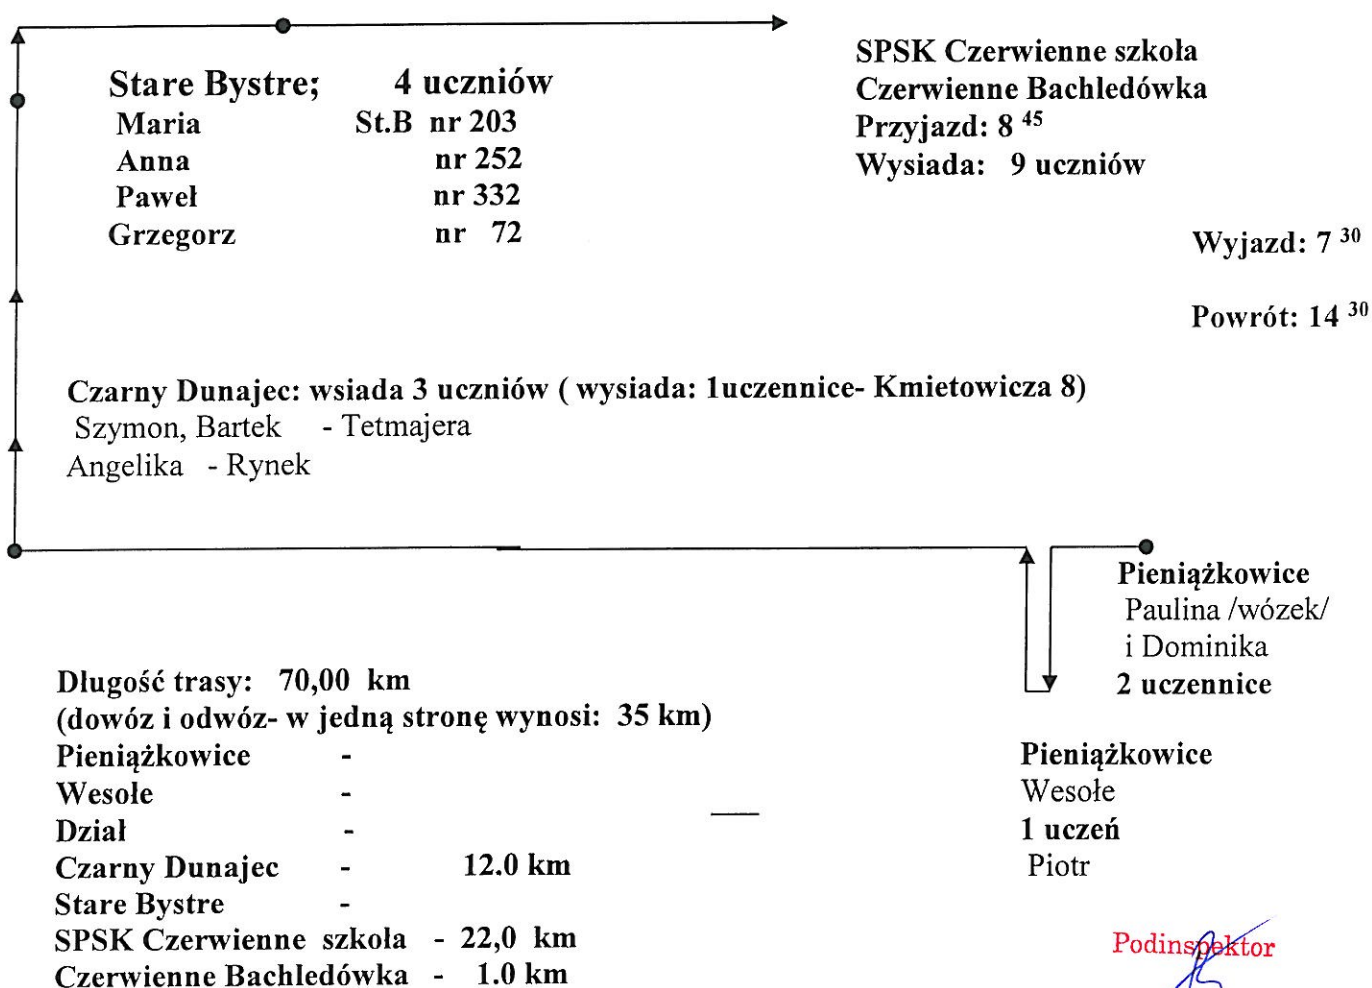 Stare Bystre; 4 uczniów
Maria St.B nr 203
Anna nr 252
Paweł nr 332
Grzegorz nr 72
SPSK Czerwienne szkoła
Czerwienne Bachledówka
Przyjazd: 8 45
Wysiada: 9 uczniów
Wyjazd: 7 30
Powrót: 14 30
Czarny Dunajec: wsiada 3 uczniów ( wysiada: 1uczennice- Kmietowicza 8)
Szymon, Bartek - Tetmajera
Angelika - Rynek
Pieniążkowice
Paulina /wózek/
i Dominika
2 uczennice
Pieniążkowice
Wesołe
1 uczeń
Piotr
Długość trasy: 70,00 km
(dowóz i odwóz- w jedną stronę wynosi: 35 km)
Pieniążkowice -
Wesołe -
Dział -
Czarny Dunajec - 12.0 km
Stare Bystre -
SPSK Czerwienne szkoła - 22,0 km
Czerwienne Bachledówka - 1.0 km
Podinspektor